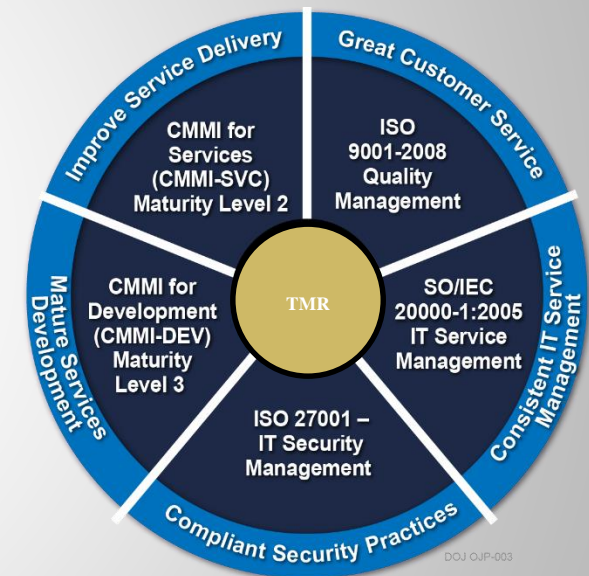 Improve Service Delivery
Great Customer Service
CMMI for
Services
(CMMI-SVC)
Maturity Level 2
ISO
9001-2008
Quality
Management
CMMI for
Development
(CMMI-DEV)
Maturity
Level 3
TMR
SO/IEC
20000-1:2005
IT Service
Management
Mature Services
Development
Consistent IT Service
Management
ISO 27001 –
IT Security
Management
Compliant Security Practices
DOJ OJP-003